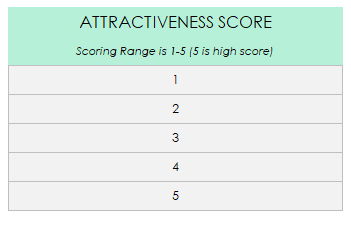 ATTRACTIVENESS SCORE
Scoring Range is 1-5 (5 is high score)
1
2
3
4
5